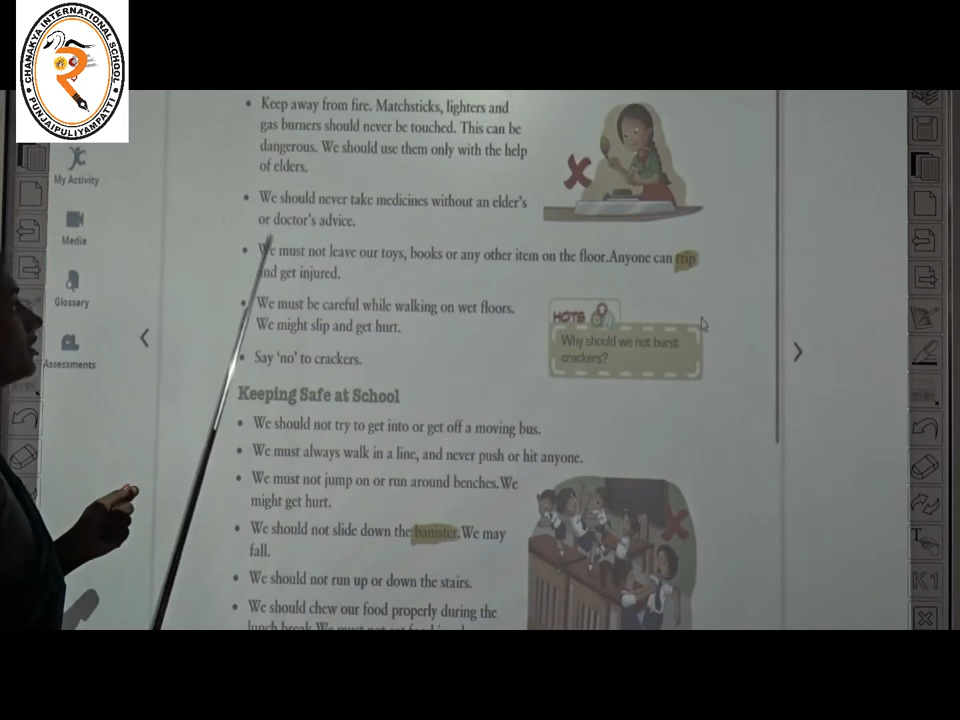 CHANAKYA INTERNATIONAL SCHOOL
PUNJAIPULIYAMPATTI
My Activity
Media
Glossary
Assessments
• Keep away from fire. Matchsticks, lighters and
gas burners should never be touched. This can be
dangerous. We should use them only with the help
of elders.
• We should never take medicines without an elder's
or doctor's advice.
• We must not leave our toys, books or any other item on the floor. Anyone can trip
and get injured.
• We must be careful while walking on wet floors.
We might slip and get hurt.
• Say 'no' to crackers.
HOTS
Why should we not burst
crackers?
Keeping Safe at School
• We should not try to get into or get off a moving bus.
• We must always walk in a line, and never push or hit anyone.
• We must not jump on or run around benches. We
might get hurt.
• We should not slide down the banister. We may
fall.
• We should not run up or down the stairs.
• We should chew our food properly during the
lunch break. We must not
T
K1